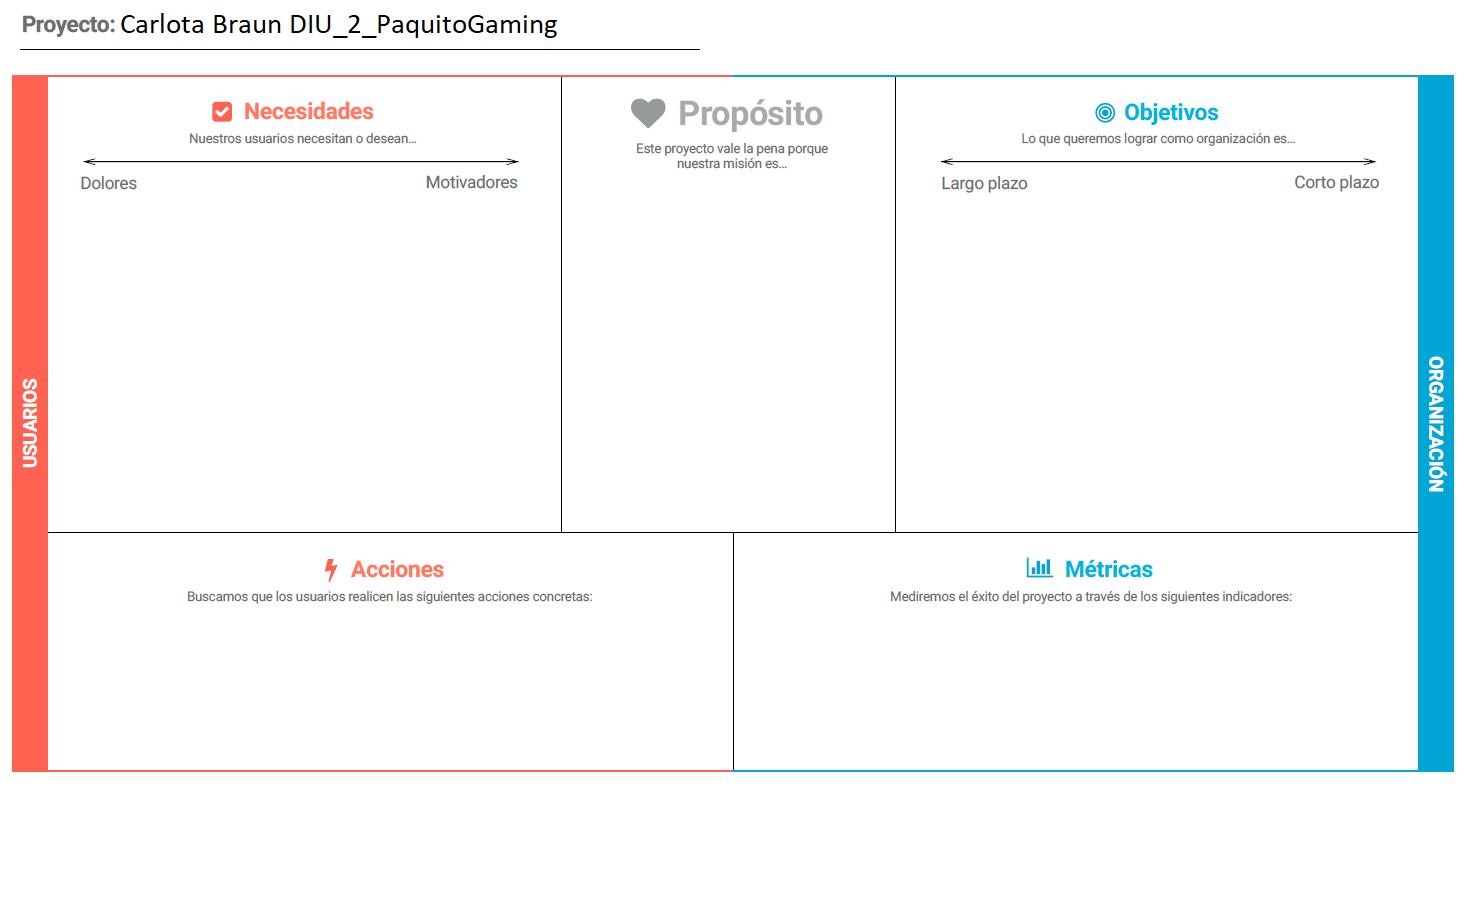 Proyecto: Carlota Braun DIU_2_PaquitoGaming
USUARIOS
Necesidades
Nuestros usuarios necesitan o desean...
Dolores Motivadores
Propósito
Este proyecto vale la pena porque
nuestra misión es...
Objetivos
Lo que queremos lograr como organización es...
Largo plazo Corto plazo
ORGANIZACIÓN
Acciones
Buscamos que los usuarios realicen las siguientes acciones concretas:
Métricas
Mediremos el éxito del proyecto a través de los siguientes indicadores: